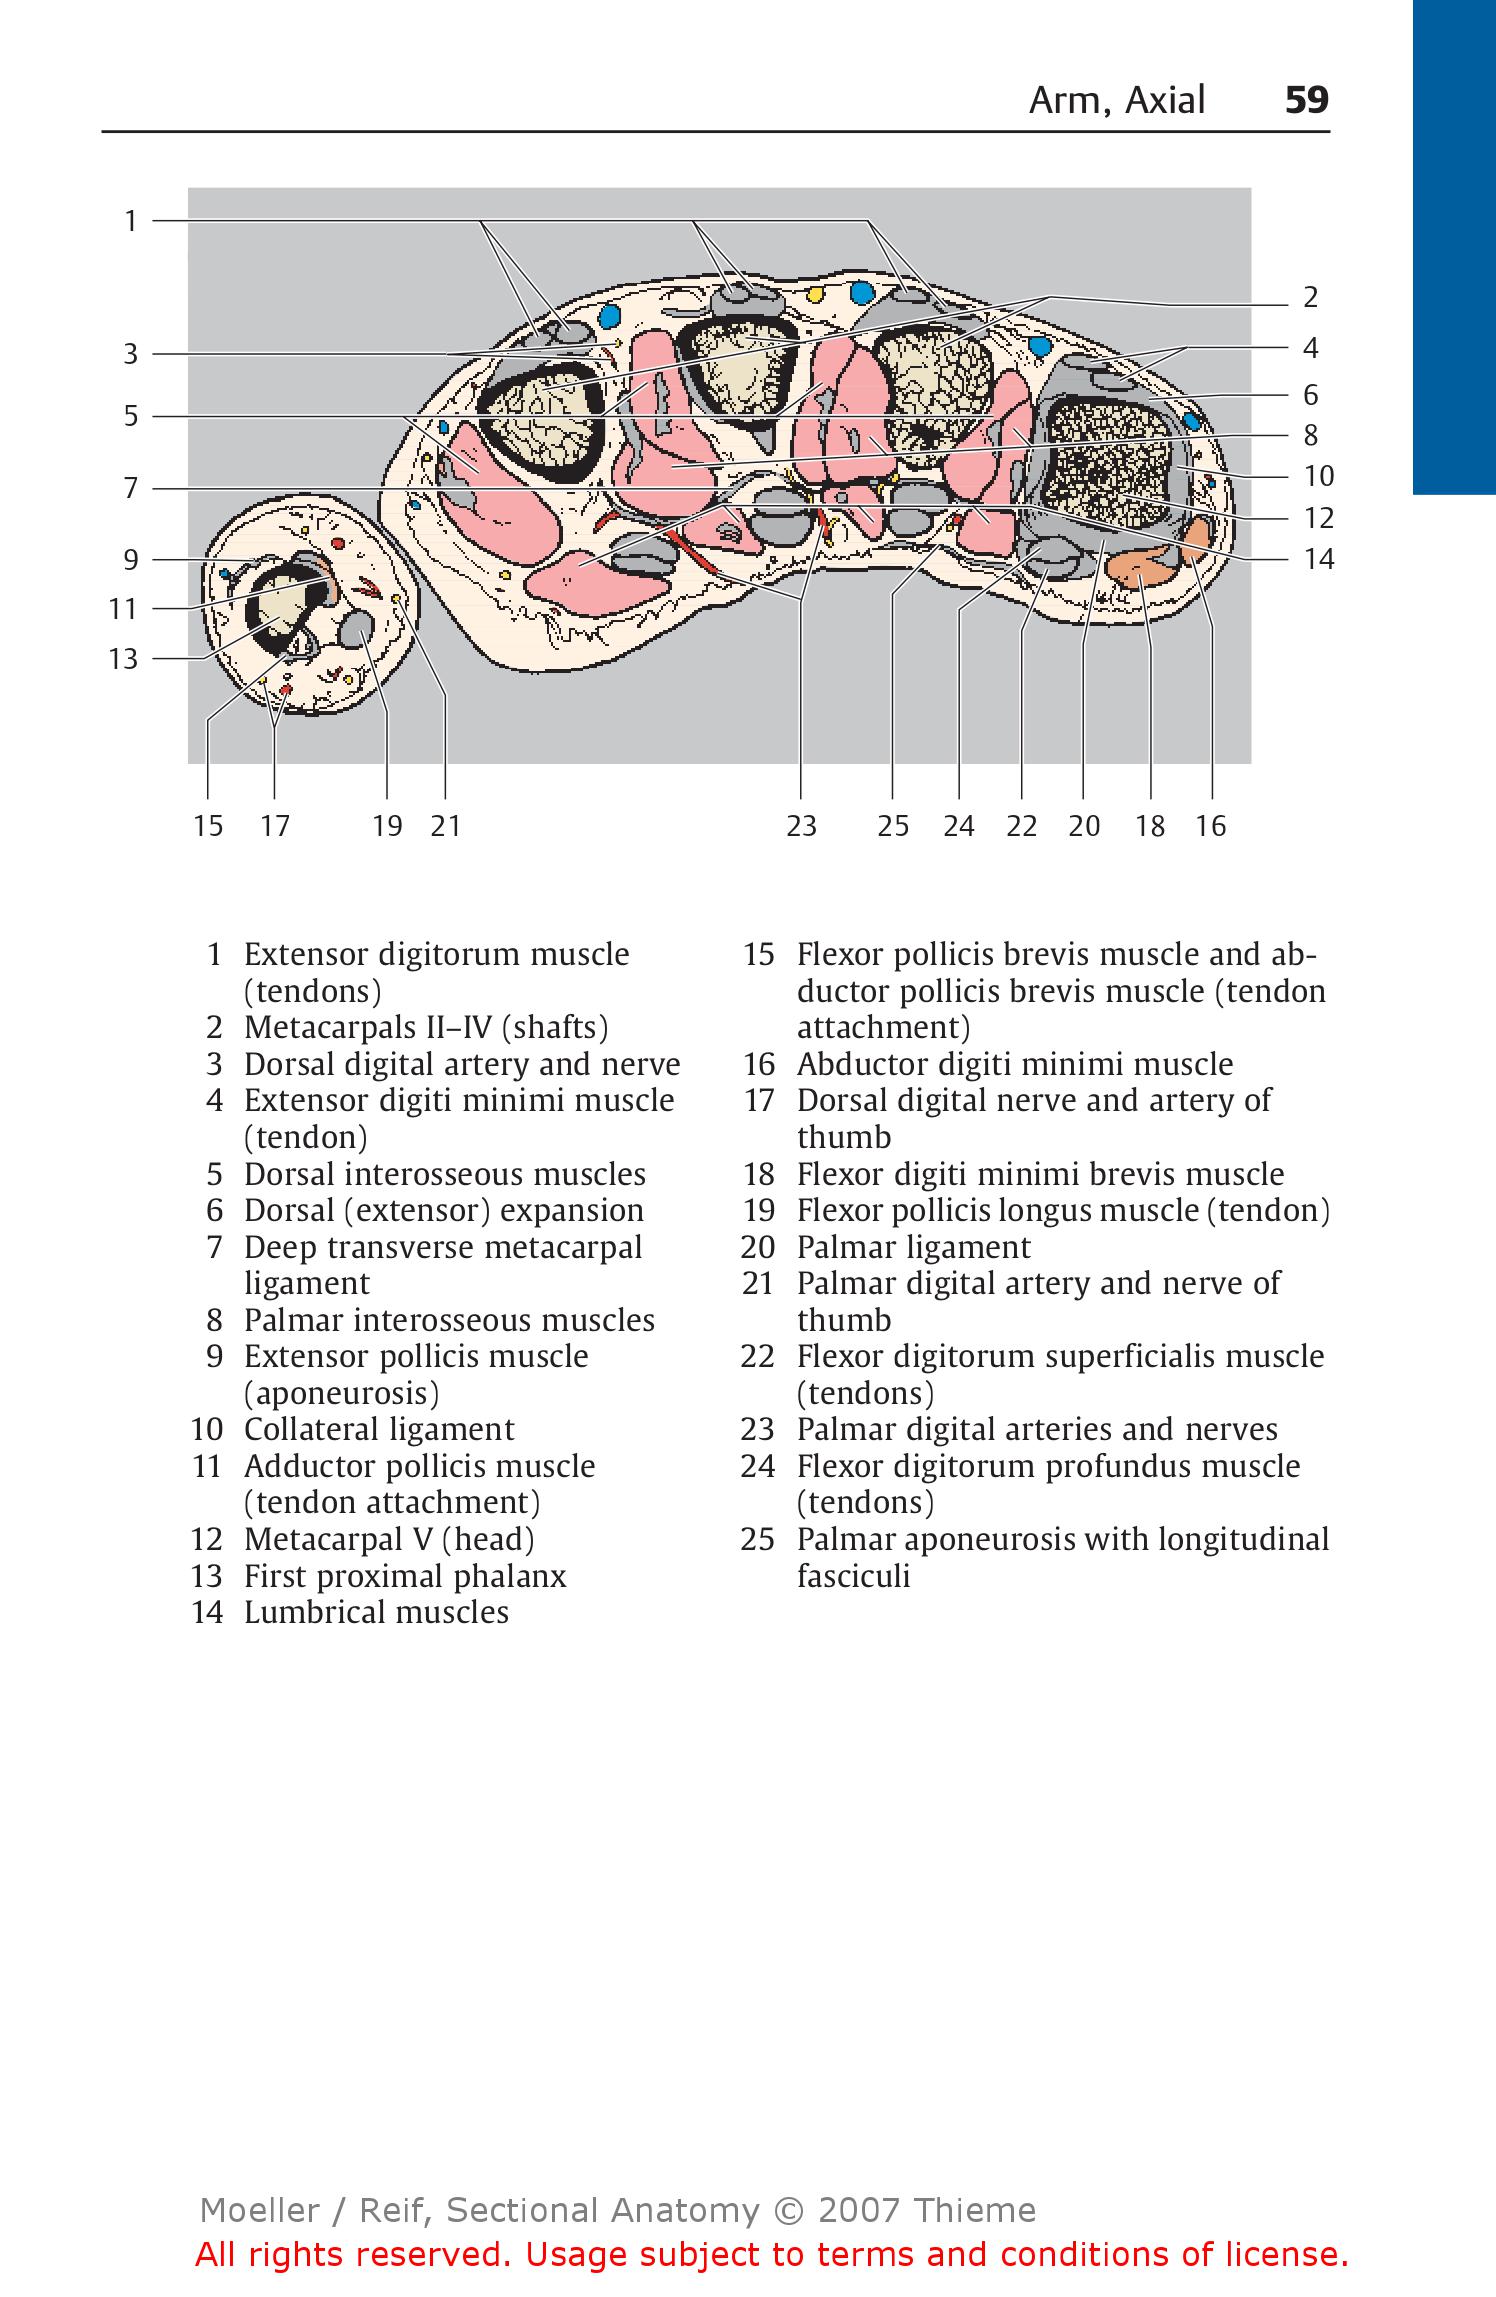 Arm, Axial 59
1
2
3
4
5
6
8
7
10
12
9
14
11
13
15 17 19 21 23 25 24 22 20 18 16
1 Extensor digitorum muscle
(tendons)
2 Metacarpals II–IV (shafts)
3 Dorsal digital artery and nerve
4 Extensor digiti minimi muscle
(tendon)
5 Dorsal interosseous muscles
6 Dorsal (extensor) expansion
7 Deep transverse metacarpal
ligament
8 Palmar interosseous muscles
9 Extensor pollicis muscle
(aponeurosis)
10 Collateral ligament
11 Adductor pollicis muscle
(tendon attachment)
12 Metacarpal V (head)
13 First proximal phalanx
14 Lumbrical muscles
15 Flexor pollicis brevis muscle and ab-
ductor pollicis brevis muscle (tendon
attachment)
16 Abductor digiti minimi muscle
17 Dorsal digital nerve and artery of
thumb
18 Flexor digiti minimi brevis muscle
19 Flexor pollicis longus muscle (tendon)
20 Palmar ligament
21 Palmar digital artery and nerve of
thumb
22 Flexor digitorum superficialis muscle
(tendons)
23 Palmar digital arteries and nerves
24 Flexor digitorum profundus muscle
(tendons)
25 Palmar aponeurosis with longitudinal
fasciculi
Moeller / Reif, Sectional Anatomy © 2007 Thieme
All rights reserved. Usage subject to terms and conditions of license.